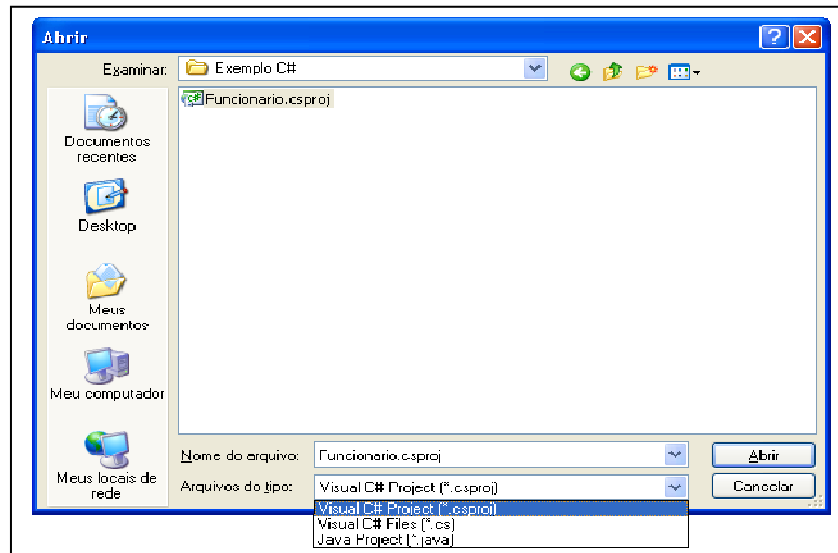 Abrir
Examinar:
Exemplo C#
Funcionario.csproj
Documentos
recentes
Desktop
Meus
documentos
Meu computador
Meus locais de
rede
Nome do arquivo:
Funcionario.csproj
Abrir
Arquivos do tipo:
Visual C# Project (*.csproj)
Cancelar
Visual C# Project (*.csproj)
Visual C# Files (*.cs)
Java Project (*.java)